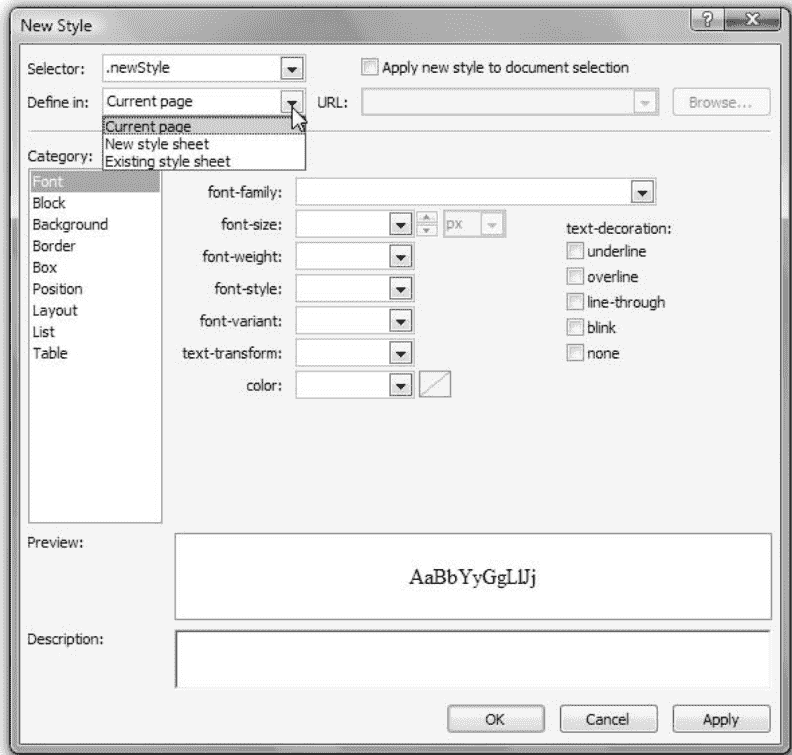 New Style
Selector: .newStyle Apply new style to document selection
Define in: Current page URL: Browse...
Current page
New style sheet
Existing style sheet
Category:
Font
Block
Background
Border
Box
Position
Layout
List
Table
font-family:
font-size: px
font-weight:
font-style:
font-variant:
text-transform:
color:
text-decoration:
underline
overline
line-through
blink
none
Preview:
AaBbYyGgLlJj
Description:
OK Cancel Apply